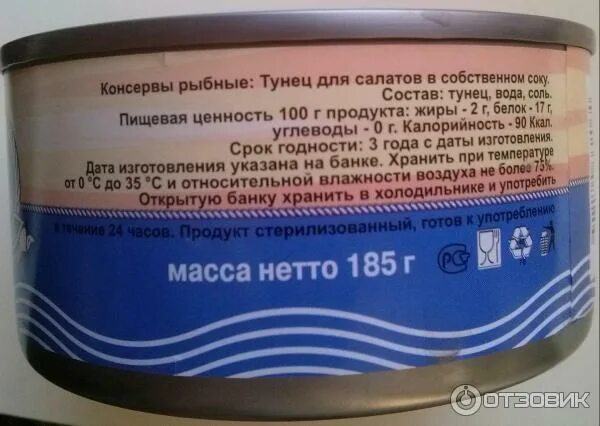 Консервы рыбные: Тунец для салатов в собственном соку.
Состав: тунец, вода, соль.
Пищевая ценность 100 г продукта: жиры - 2 г, белок - 17 г,
углеводы - 0 г. Калорийность - 90 Ккал.
Срок годности: 3 года с даты изготовления.
Дата изготовления указана на банке. Хранить при температуре
от 0 °С до 35 °С и относительной влажности воздуха не более 75%.
Открытую банку хранить в холодильнике и употребить
в течение 24 часов. Продукт стерилизованный, готов к употреблению
масса нетто 185 г
РСТ
ОТЗОВИК